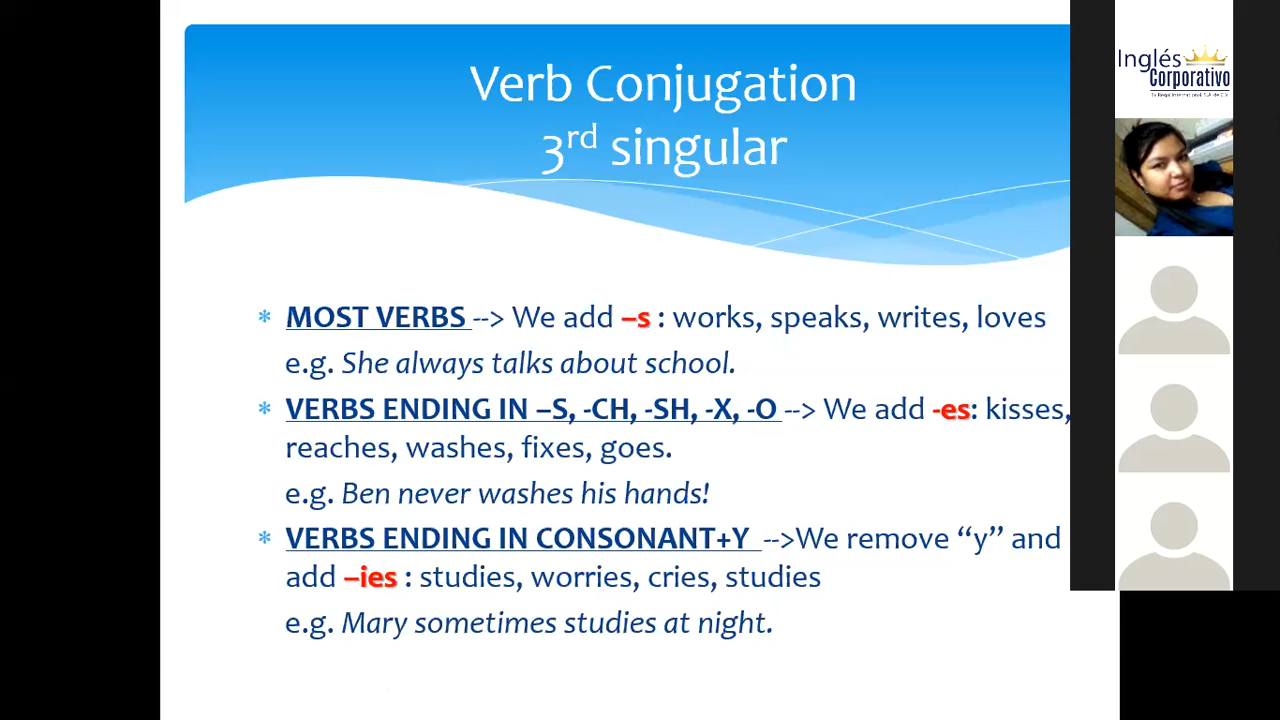 Verb Conjugation
3rd singular
* MOST VERBS --> We add –s : works, speaks, writes, loves
e.g. She always talks about school.
* VERBS ENDING IN –S, -CH, -SH, -X, -O --> We add -es: kisses,
reaches, washes, fixes, goes.
e.g. Ben never washes his hands!
* VERBS ENDING IN CONSONANT+Y -->We remove “y” and
add –ies : studies, worries, cries, studies
e.g. Mary sometimes studies at night.
Inglés
Corporativo